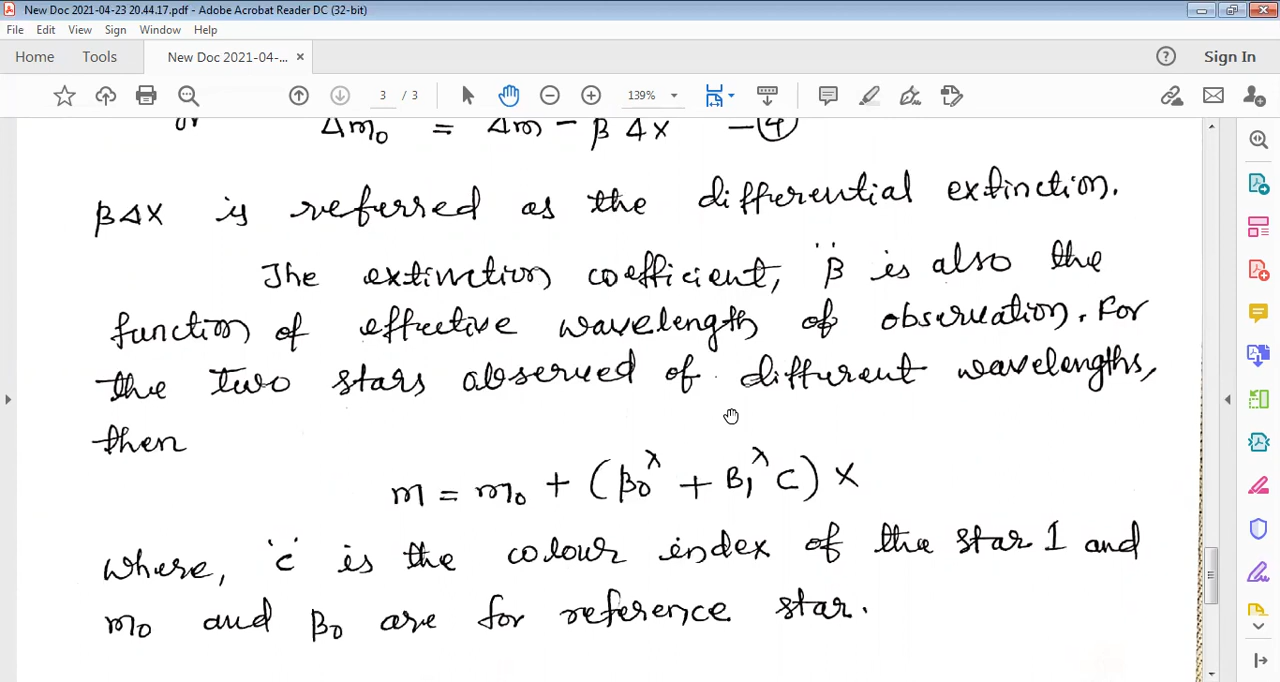 New Doc 2021-04-23 20.44.17.pdf - Adobe Acrobat Reader DC (32-bit)
File Edit View Sign Window Help
Home Tools New Doc 2021-04-... × Sign In
3 / 3 139%
or Δm₀ = Δm - β ΔX —④
βΔX is referred as the differential extinction.
The extinction coefficient, "β is also the
function of effective wavelength of observation. For
the two stars observed of different wavelengths,
then
m = m₀ + (β₀^λ + β₁^λ C) X
where, 'c' is the colour index of the star 1 and
m₀ and β₀ are for reference star.